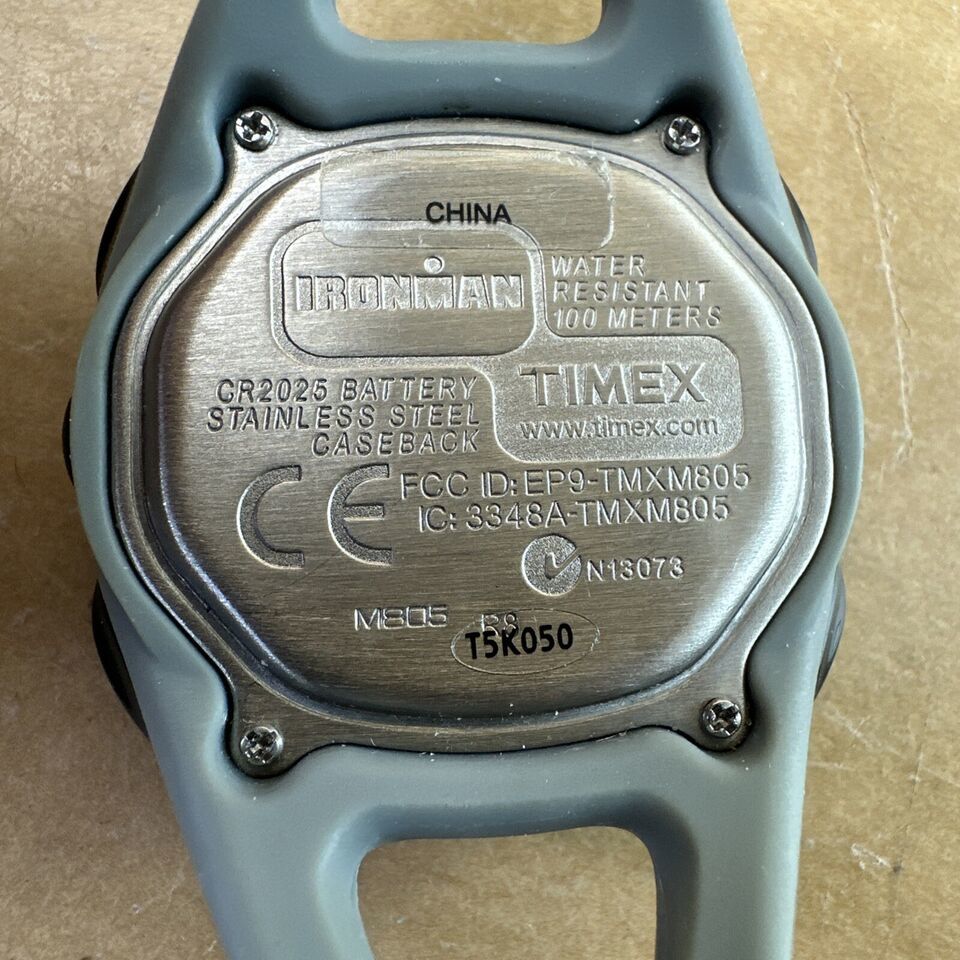 CHINA
IRONMAN
WATER
RESISTANT
100 METERS
CR2025 BATTERY
STAINLESS STEEL
CASEBACK
TIMEX
www.timex.com
CE
FCC ID: EP9-TMXM805
IC: 3348A-TMXM805
N13073
M805
T5K050